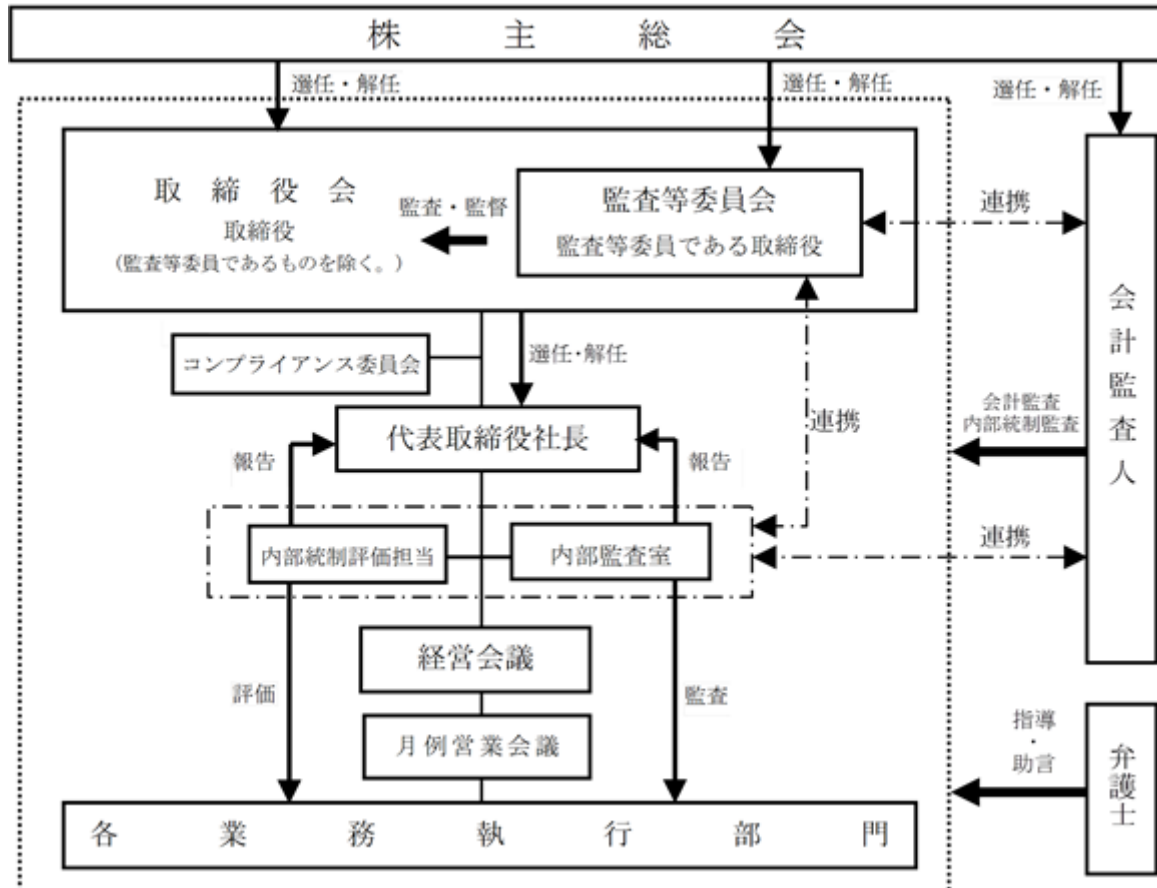 株主総会
選任・解任
選任・解任
選任・解任
取締役会
取締役
（監査等委員であるものを除く。）
監査・監督
監査等委員会
監査等委員である取締役
連携
会計監査人
コンプライアンス委員会
選任・解任
代表取締役社長
連携
会計監査
内部統制監査
報告
報告
内部統制評価担当
内部監査室
連携
経営会議
評価
監査
月例営業会議
指導
・
助言
弁護士
各業務執行部門